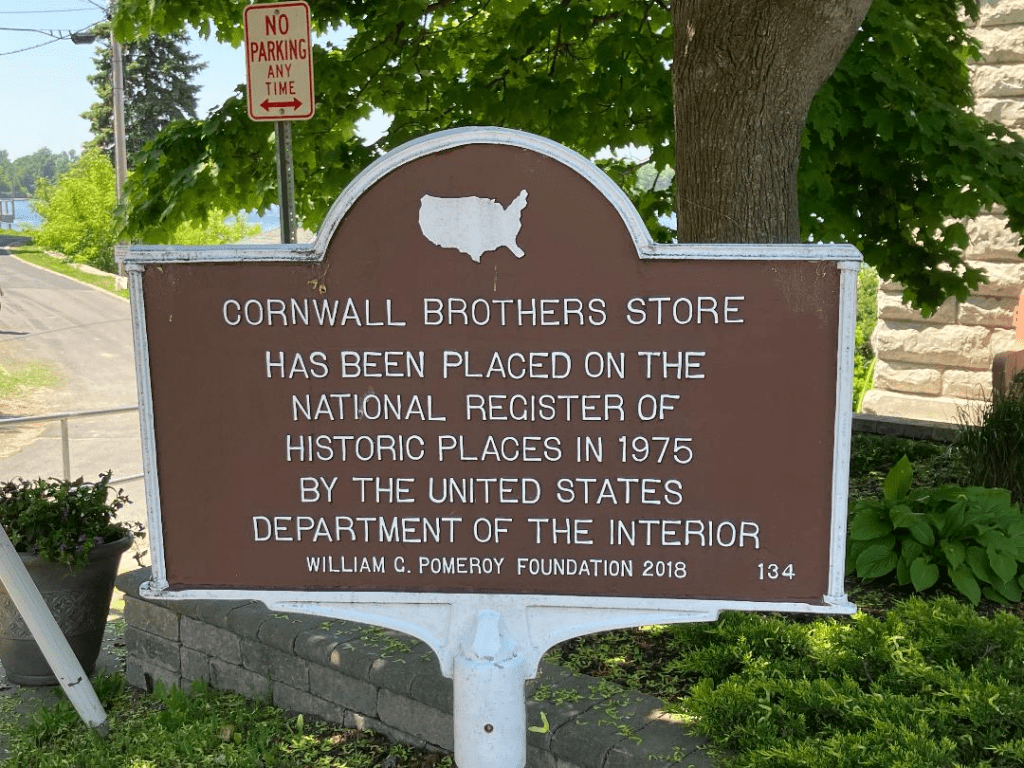 NO
PARKING
ANY
TIME
CORNWALL BROTHERS STORE
HAS BEEN PLACED ON THE
NATIONAL REGISTER OF
HISTORIC PLACES IN 1975
BY THE UNITED STATES
DEPARTMENT OF THE INTERIOR
WILLIAM G. POMEROY FOUNDATION 2018 134